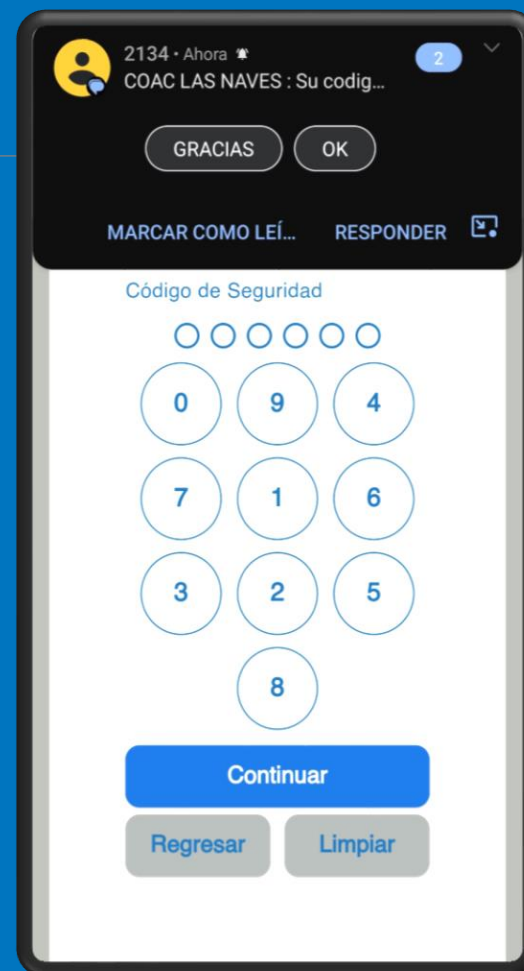 2134 • Ahora
2
COAC LAS NAVES : Su codig...
GRACIAS OK
MARCAR COMO LEÍ... RESPONDER
Código de Seguridad
0 9 4
7 1 6
3 2 5
8
Continuar
Regresar Limpiar